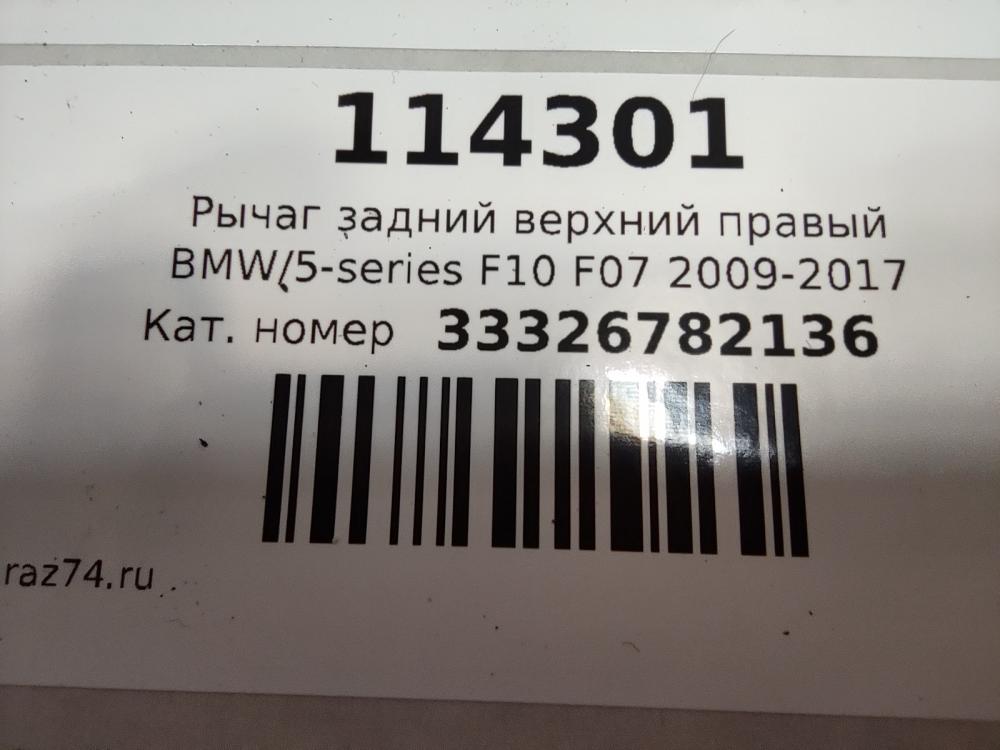 114301
Рычаг задний верхний правый
BMW/5-series F10 F07 2009-2017
Кат. номер 33326782136
raz74.ru